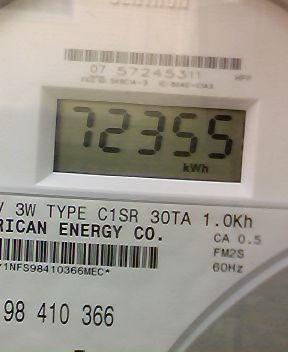 07 57245311
72355
kWh
V 3W TYPE C1SR 30TA 1.0Kh
RICAN ENERGY CO.
CA 0.5
FM2S
60Hz
1NFS98410366MEC*
98 410 366